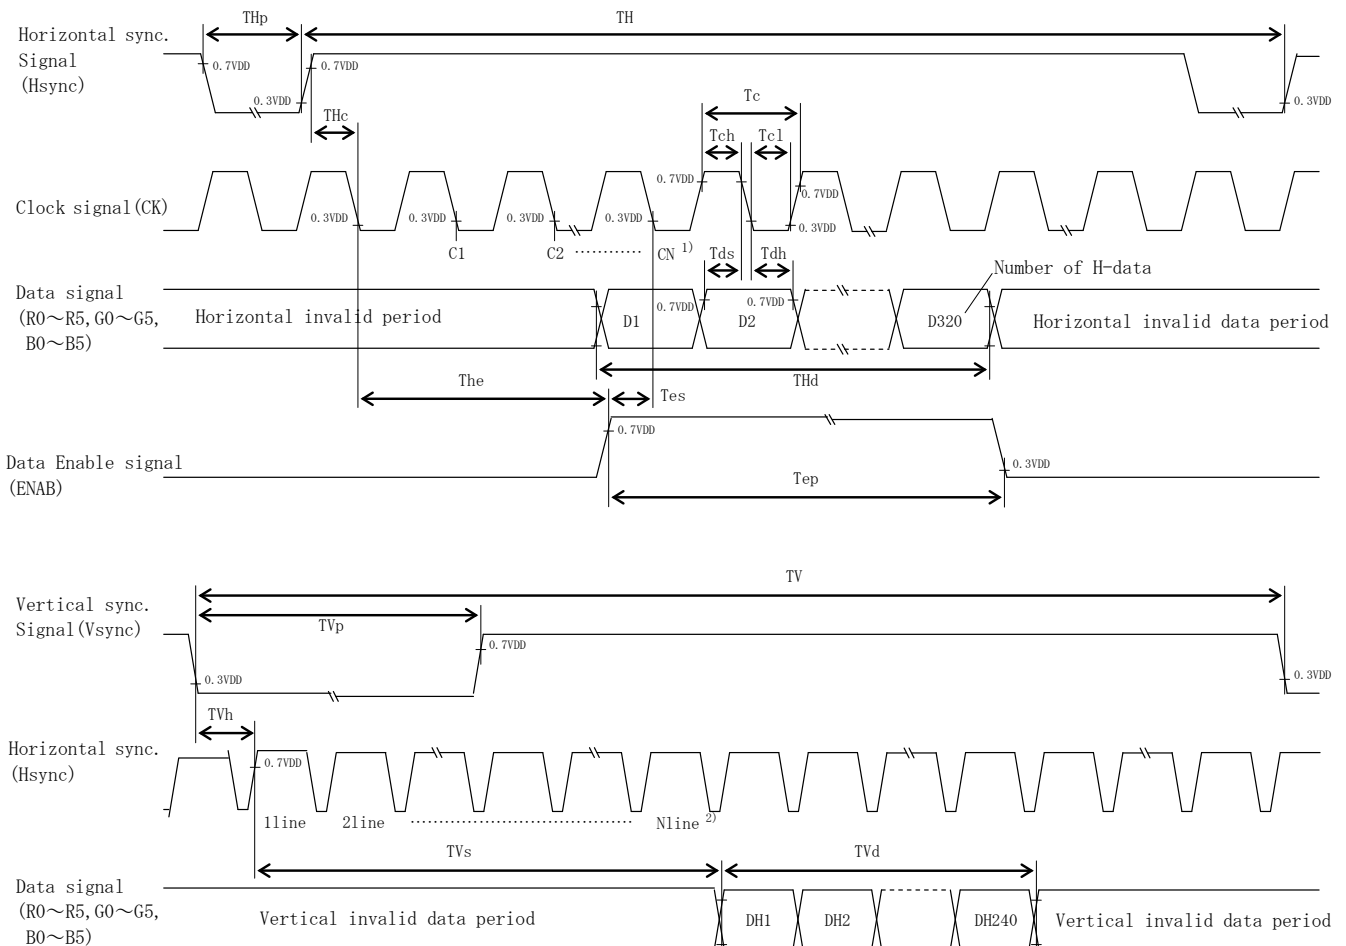 THp
TH
Horizontal sync.
Signal
(Hsync)
0.7VDD
0.7VDD
0.3VDD
0.3VDD
THc
Tc
Tch
Tcl
Clock signal(CK)
0.7VDD
0.7VDD
0.3VDD
0.3VDD
0.3VDD
0.3VDD
0.3VDD
C1
C2
··········
CN 1)
Tds
Tdh
Number of H-data
Data signal
(R0～R5,G0～G5,
B0～B5)
Horizontal invalid period
0.7VDD
0.7VDD
D1
D2
D320
Horizontal invalid data period
The
THd
Tes
0.7VDD
Data Enable signal
(ENAB)
0.3VDD
Tep
TV
Vertical sync.
Signal(Vsync)
TVp
0.7VDD
0.3VDD
0.3VDD
TVh
Horizontal sync.
(Hsync)
0.7VDD
1line
2line
······························
Nline 2)
TVs
TVd
Data signal
(R0～R5,G0～G5,
B0～B5)
Vertical invalid data period
DH1
DH2
DH240
Vertical invalid data period